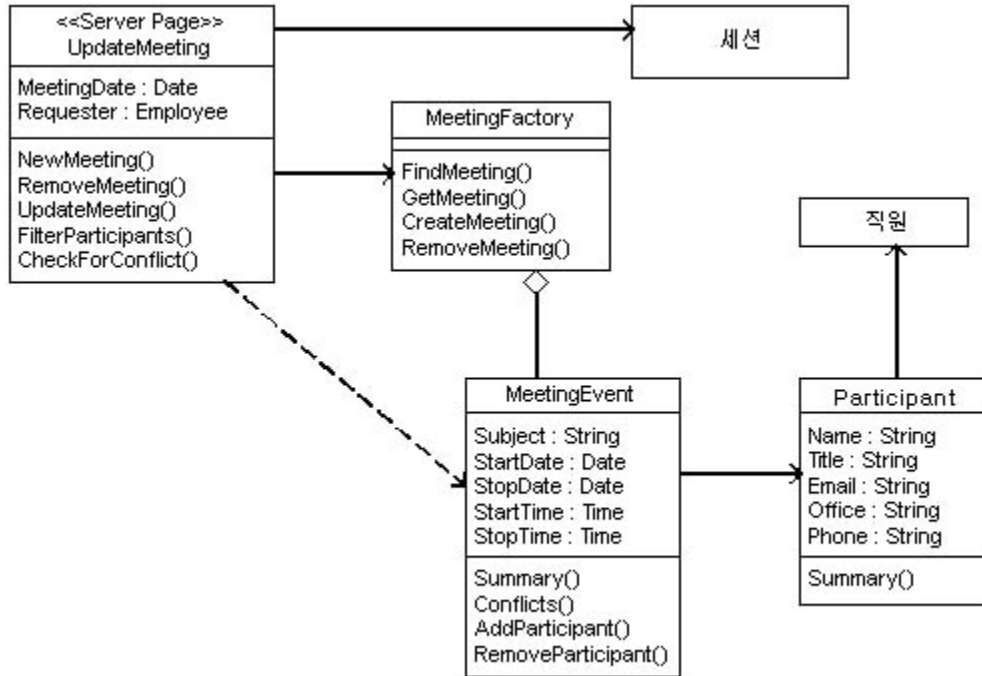 <<Server Page>>
UpdateMeeting
MeetingDate : Date
Requester : Employee
NewMeeting()
RemoveMeeting()
UpdateMeeting()
FilterParticipants()
CheckForConflict()
세션
MeetingFactory
FindMeeting()
GetMeeting()
CreateMeeting()
RemoveMeeting()
직원
MeetingEvent
Subject : String
StartDate : Date
StopDate : Date
StartTime : Time
StopTime : Time
Summary()
Conflicts()
AddParticipant()
RemoveParticipant()
Participant
Name : String
Title : String
Email : String
Office : String
Phone : String
Summary()